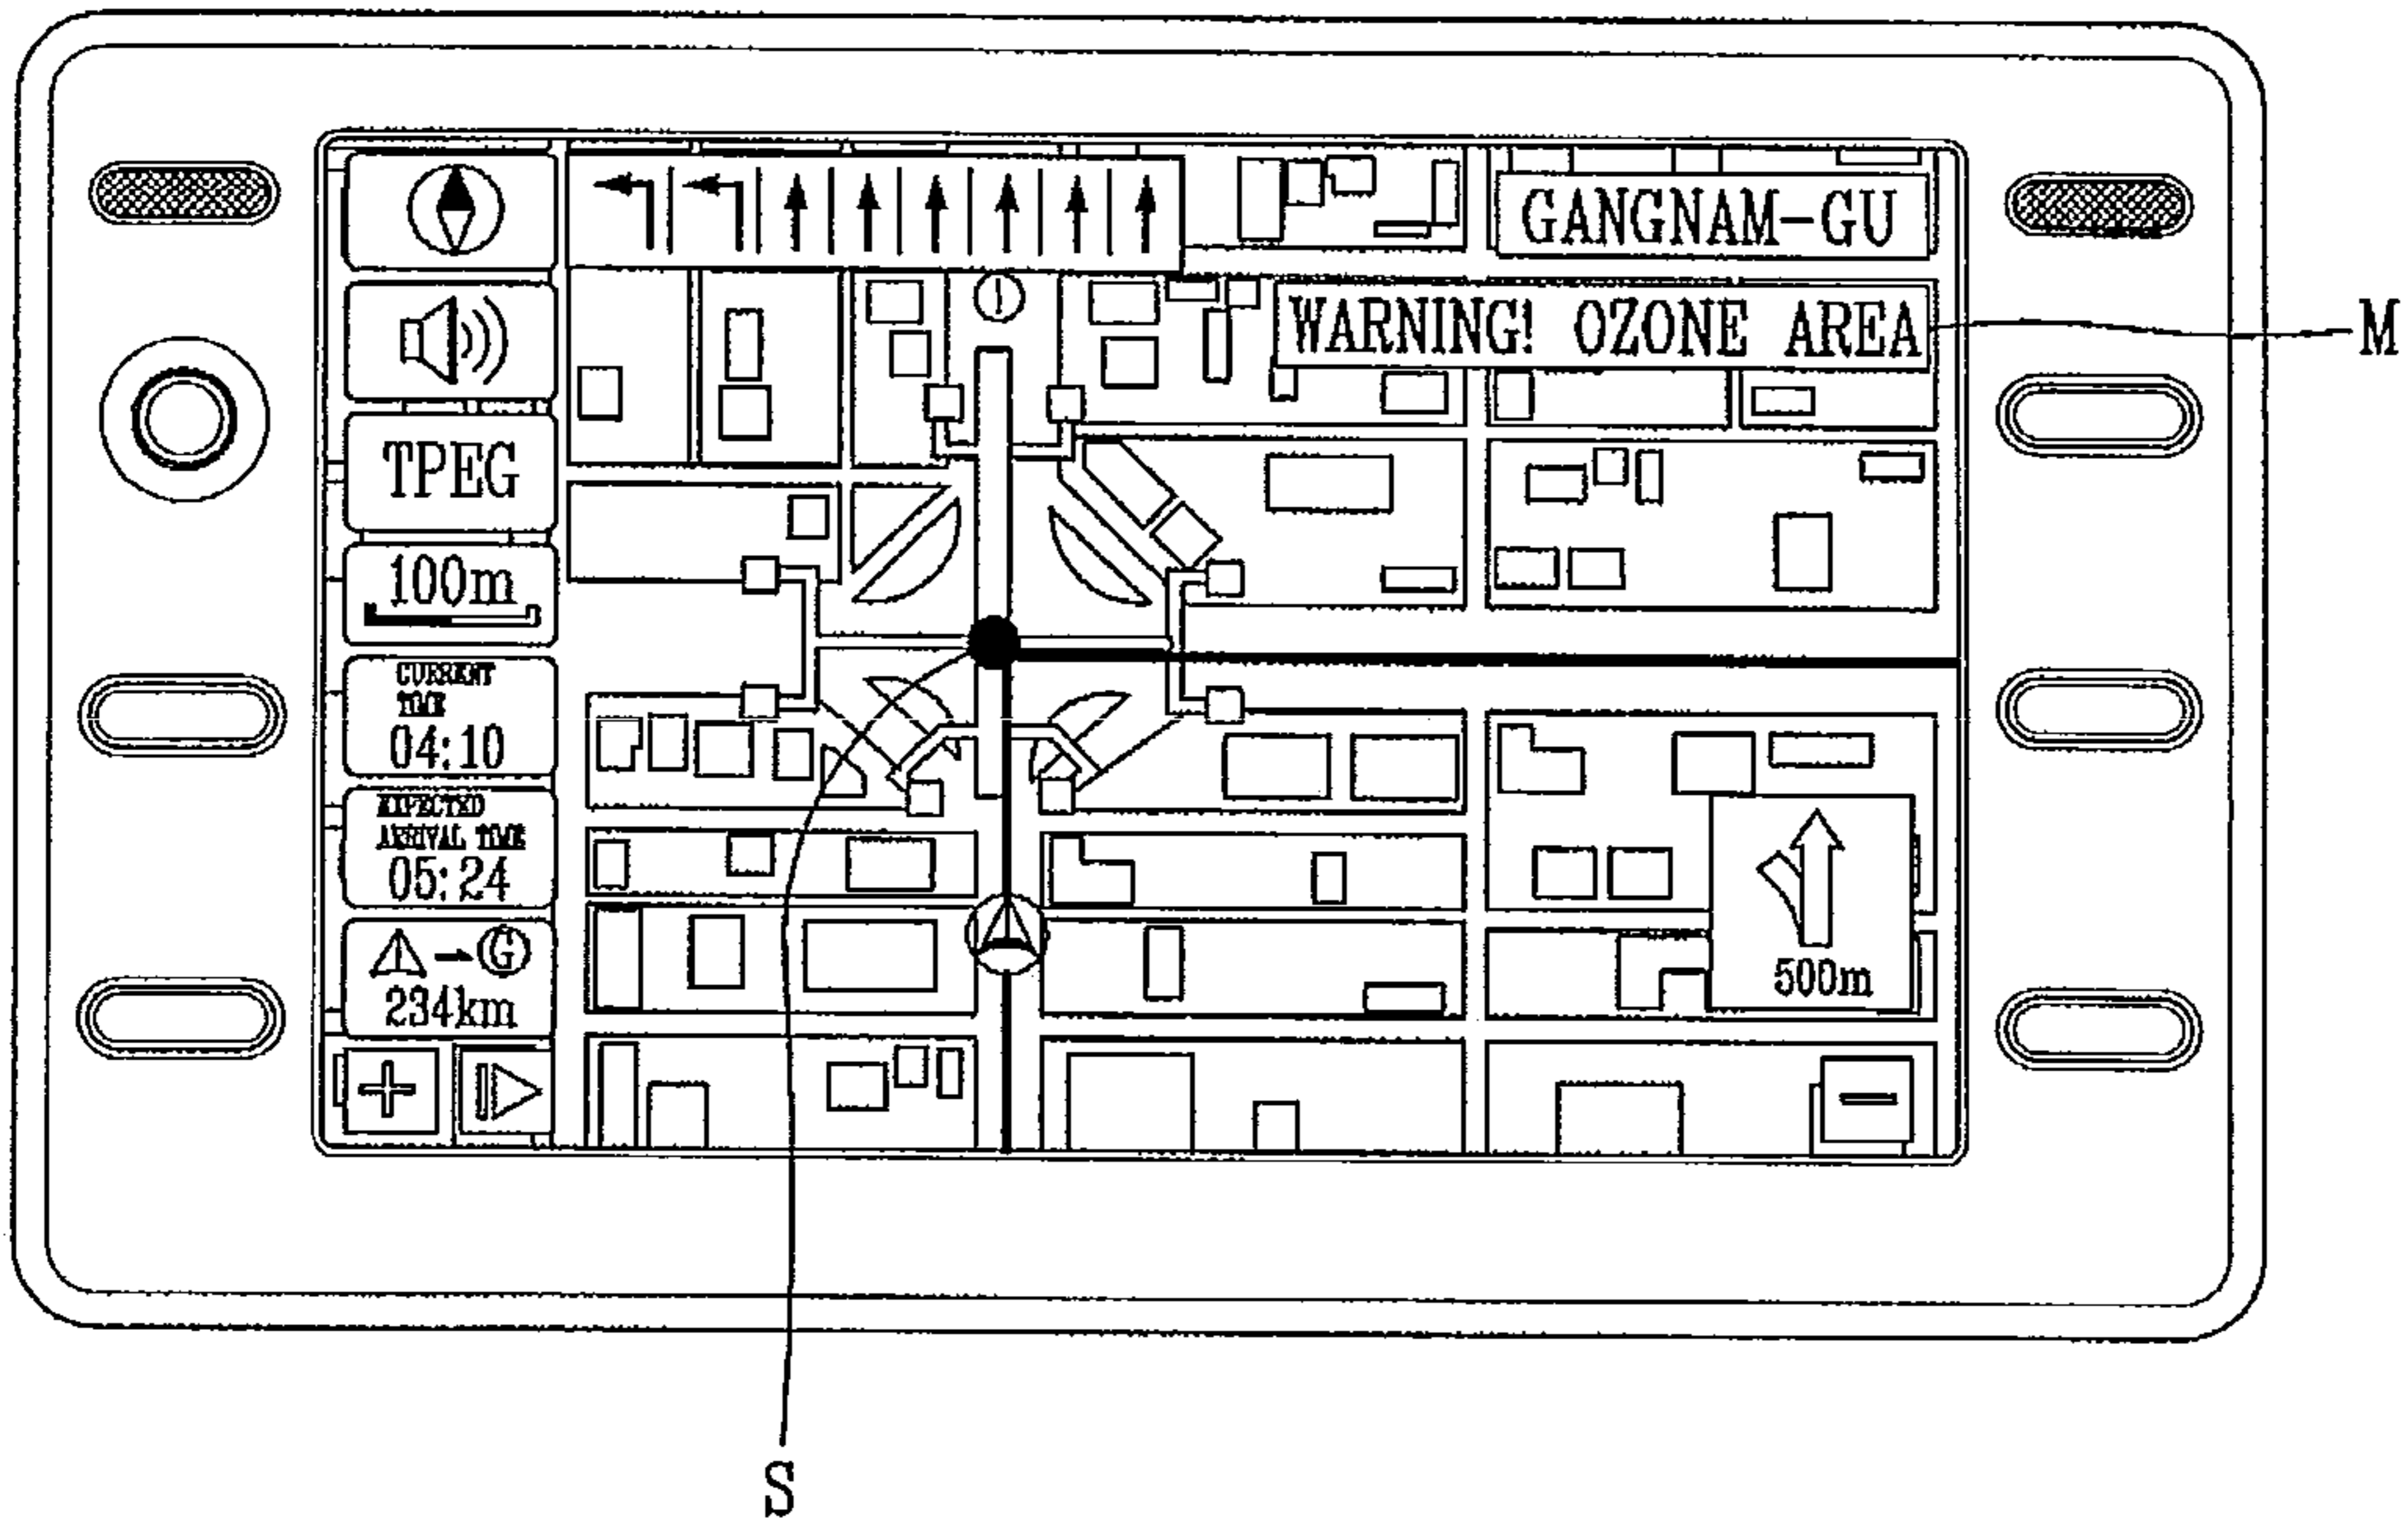 GANGNAM-GU
WARNING! OZONE AREA
M
TPEG
100m
CURRENT
TIME
04:10
EXPECTED
ARRIVAL TIME
05:24
G
234km
500m
S